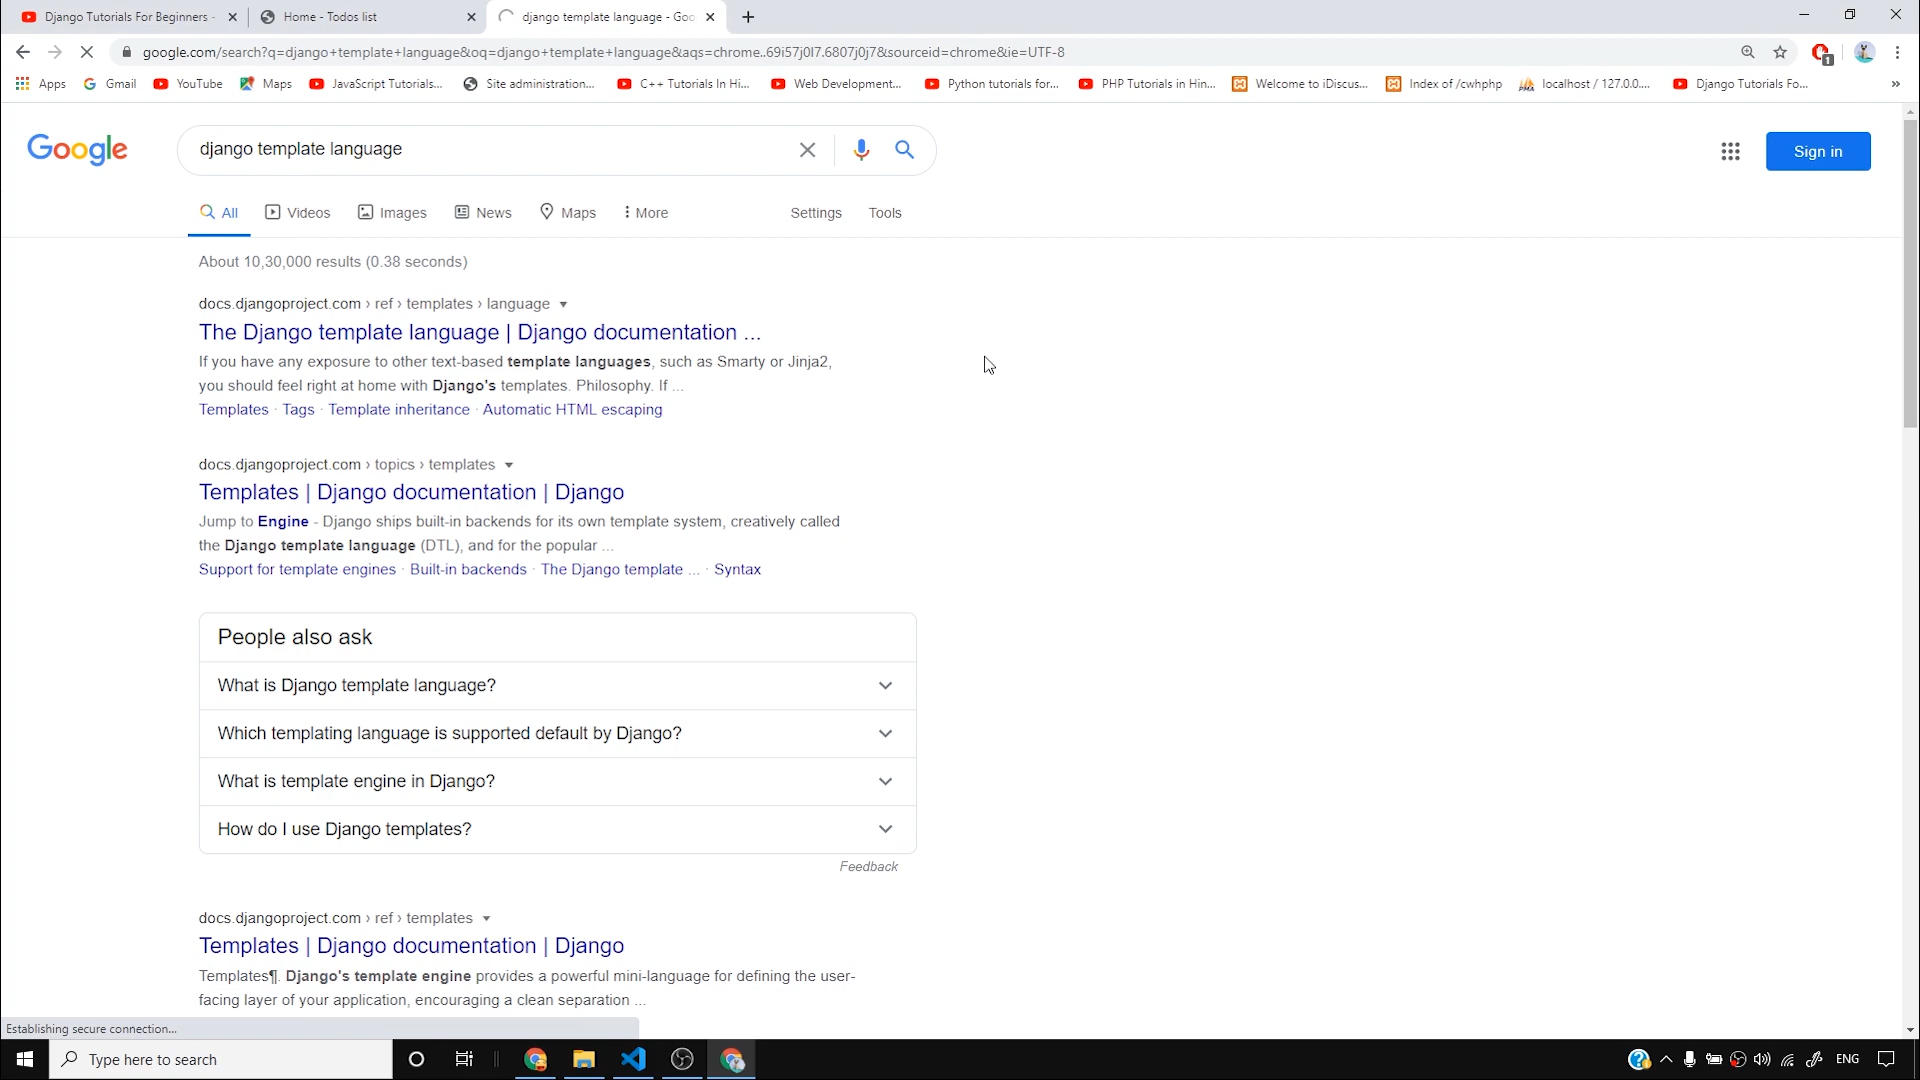 Django Tutorials For Beginners -
Home - Todos list
django template language - Goo
google.com/search?q=django+template+language&oq=django+template+language&aqs=chrome..69i57j0l7.6807j0j7&sourceid=chrome&ie=UTF-8
1
Apps
Gmail
YouTube
Maps
JavaScript Tutorials...
Site administration...
C++ Tutorials In Hi...
Web Development...
Python tutorials for...
PHP Tutorials in Hin...
Welcome to iDiscus...
Index of /cwhphp
localhost / 127.0.0....
Django Tutorials Fo...
»
Google
django template language
Sign in
All
Videos
Images
News
Maps
More
Settings
Tools
About 10,30,000 results (0.38 seconds)
docs.djangoproject.com › ref › templates › language
The Django template language | Django documentation ...
If you have any exposure to other text-based template languages, such as Smarty or Jinja2,
you should feel right at home with Django's templates. Philosophy. If ...
Templates · Tags · Template inheritance · Automatic HTML escaping
docs.djangoproject.com › topics › templates
Templates | Django documentation | Django
Jump to Engine - Django ships built-in backends for its own template system, creatively called
the Django template language (DTL), and for the popular ...
Support for template engines · Built-in backends · The Django template ... · Syntax
People also ask
What is Django template language?
Which templating language is supported default by Django?
What is template engine in Django?
How do I use Django templates?
Feedback
docs.djangoproject.com › ref › templates
Templates | Django documentation | Django
Templates¶. Django's template engine provides a powerful mini-language for defining the user-
facing layer of your application, encouraging a clean separation ...
Establishing secure connection...
Type here to search
ENG